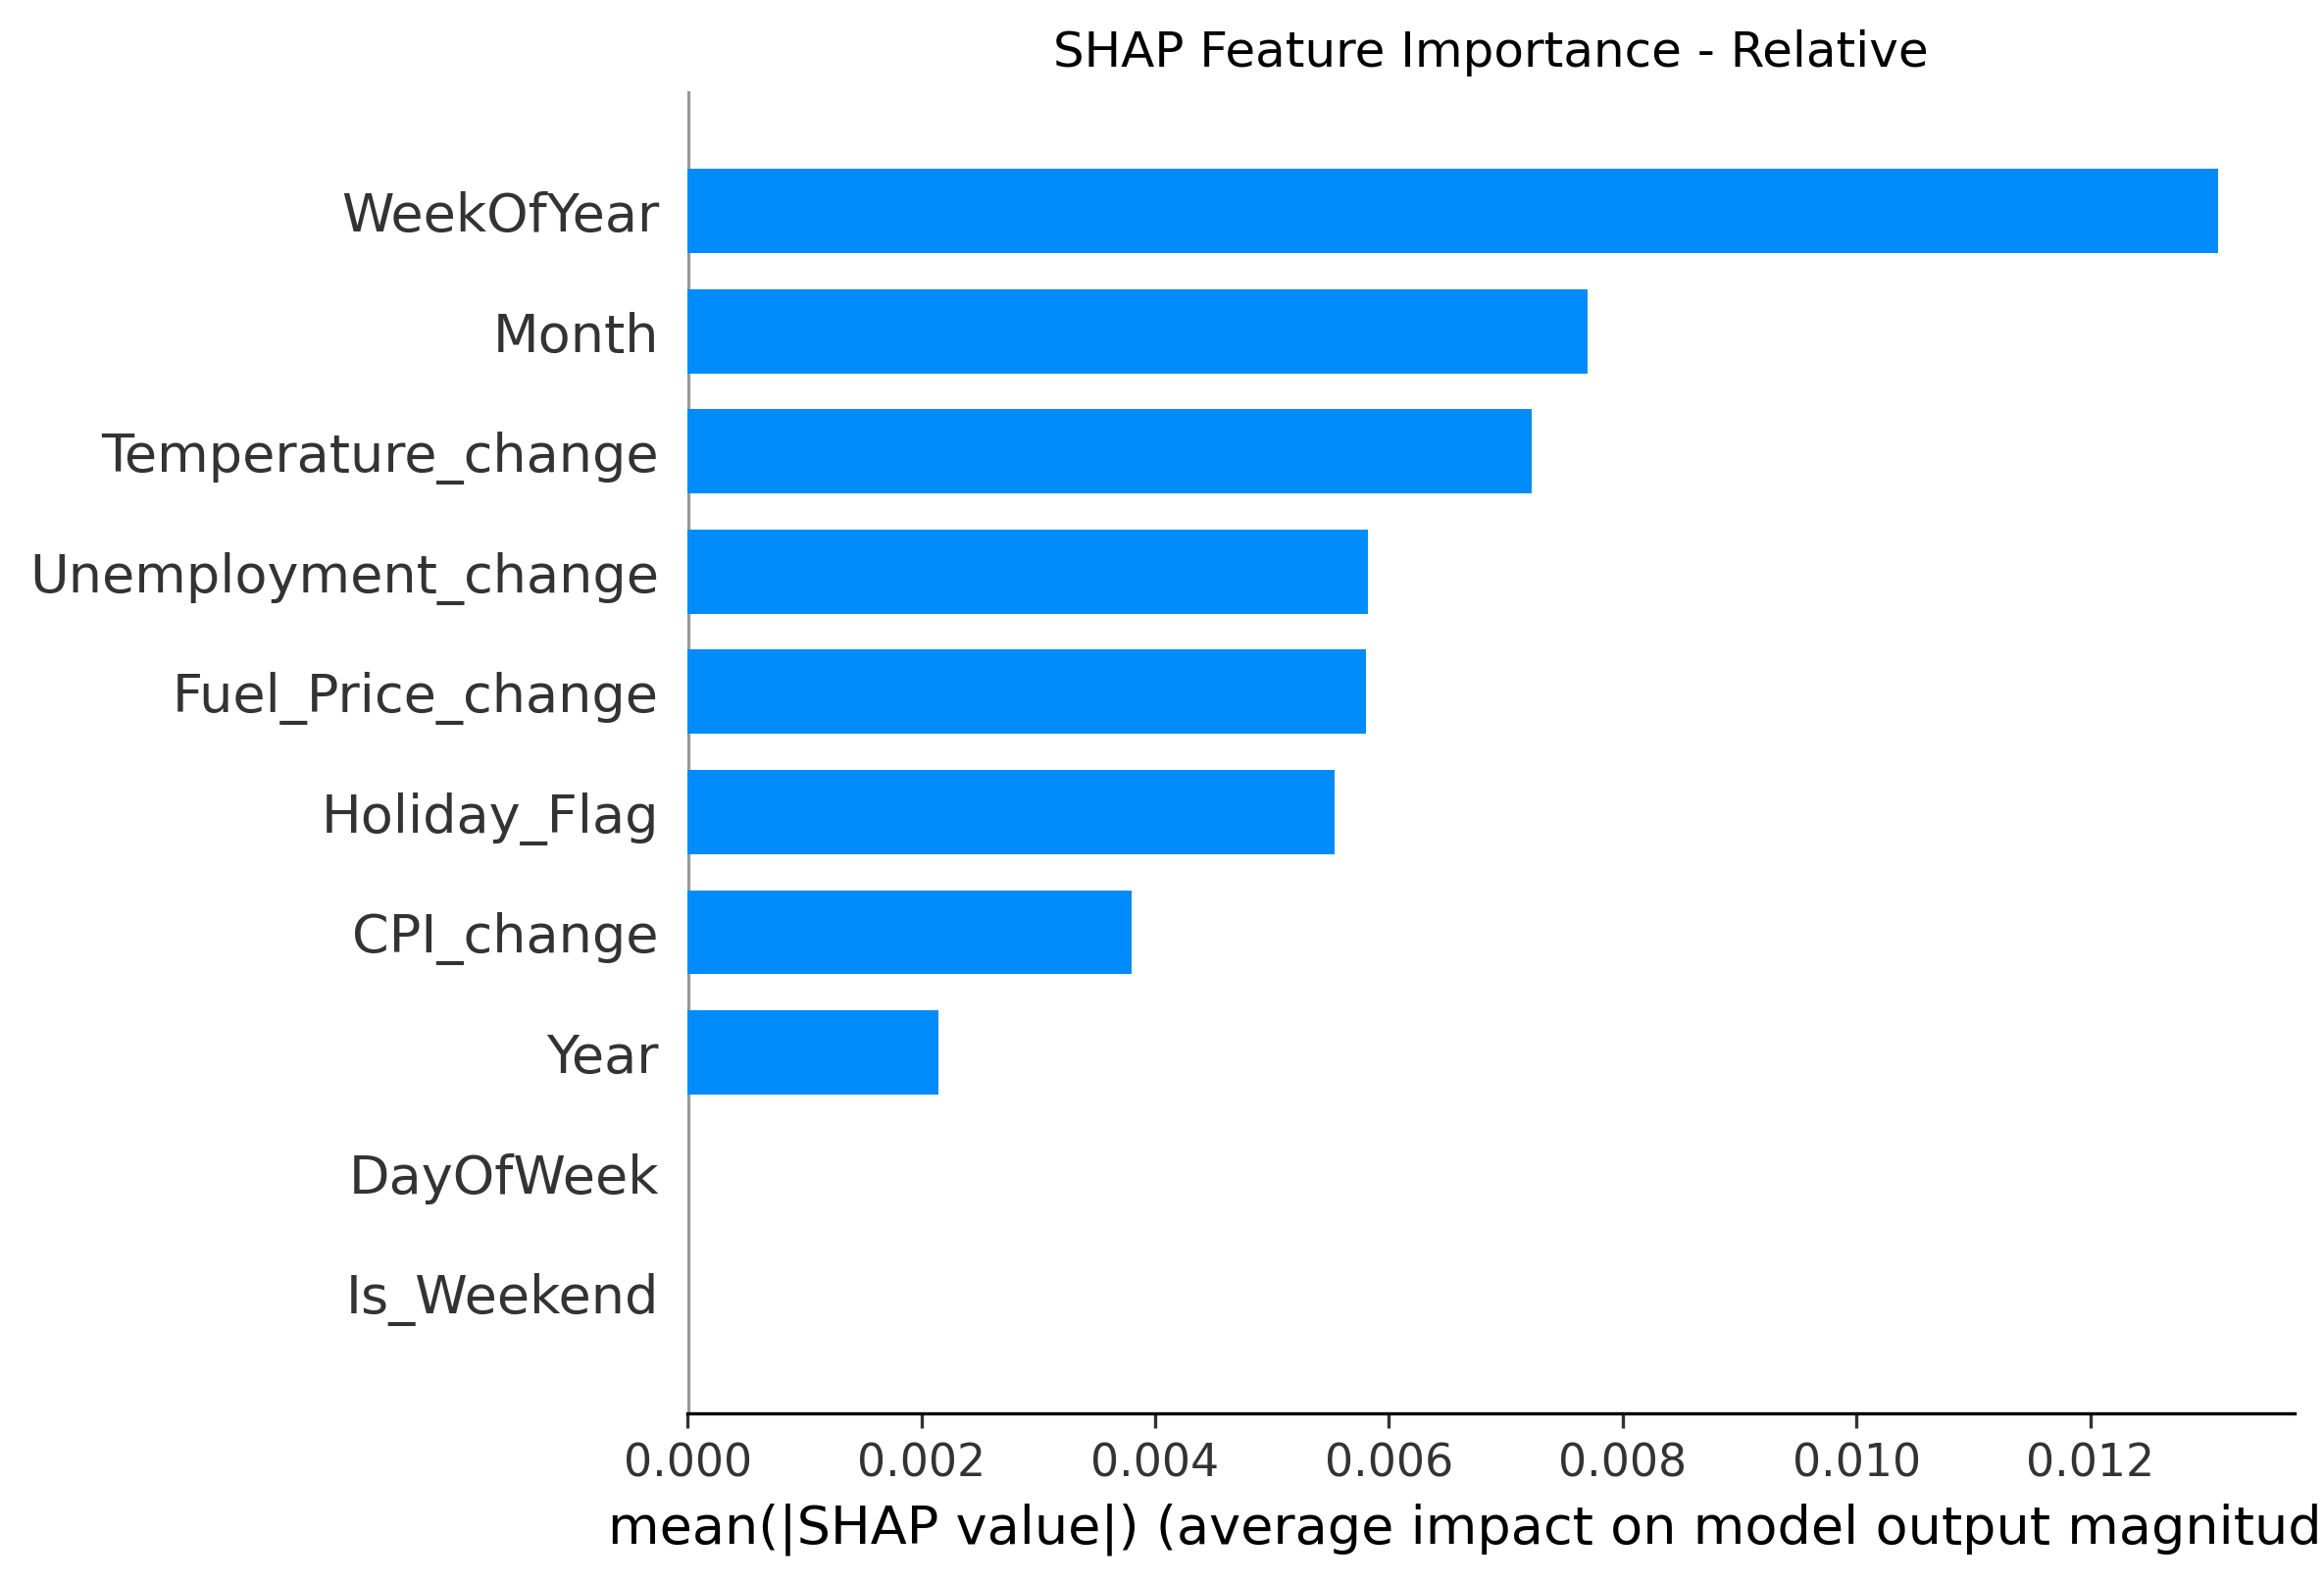 SHAP Feature Importance - Relative
WeekOfYear
Month
Temperature_change
Unemployment_change
Fuel_Price_change
Holiday_Flag
CPI_change
Year
DayOfWeek
Is_Weekend
0.000 0.002 0.004 0.006 0.008 0.010 0.012
mean(|SHAP value|) (average impact on model output magnitud